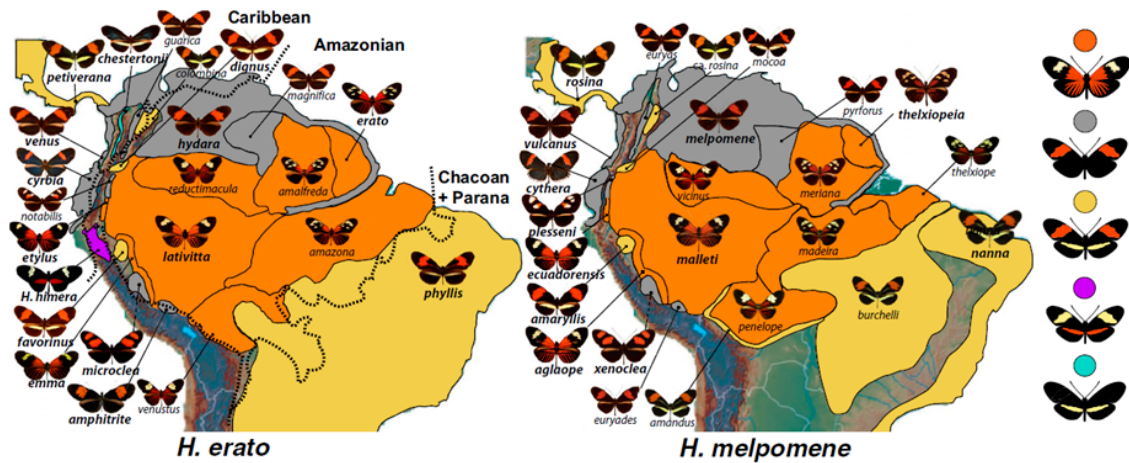 Caribbean
Amazonian
guarica
chestertonii
petiverana
colombina
dignus
magnifica
erato
venus
hydara
cyrbia
reductimacula
amalfreda
Chacoan
+ Parana
notabilis
etylus
lativitta
amazona
H. himera
phyllis
favorinus
emma
microclea
amphitrite
venustus
H. erato
euryas
ca. rosina
mocoa
rosina
pyrforus
thelxiopeia
vulcanus
melpomene
cythera
vicinus
meriana
thelxiope
plesseni
ecuadorensis
malleti
madeira
nanna
amaryllis
penelope
burchelli
aglaope
xenoclea
euryades
amandus
H. melpomene